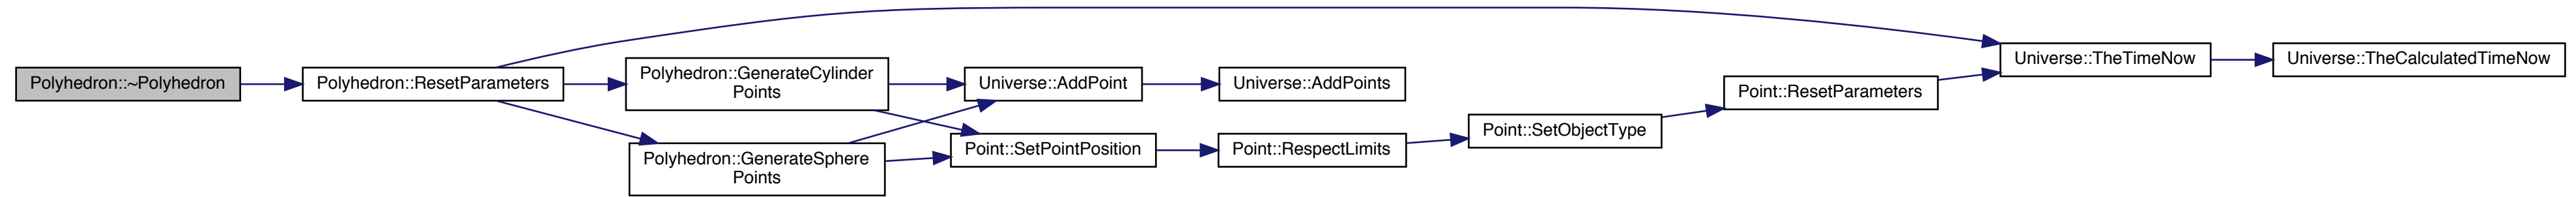 Polyhedron::~Polyhedron
Polyhedron::ResetParameters
Polyhedron::GenerateCylinder
Points
Polyhedron::GenerateSphere
Points
Universe::AddPoint
Point::SetPointPosition
Universe::AddPoints
Point::RespectLimits
Point::SetObjectType
Point::ResetParameters
Universe::TheTimeNow
Universe::TheCalculatedTimeNow